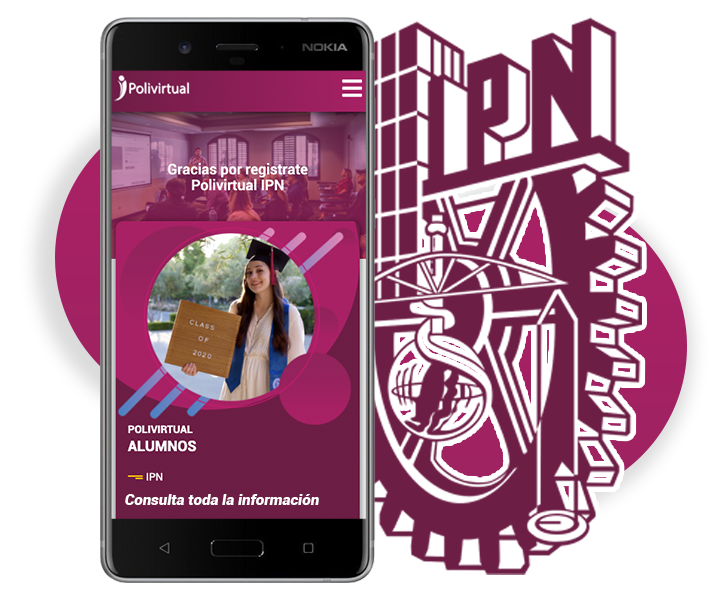 NOKIA
Polivirtual
Gracias por registrate
Polivirtual IPN
CLASS
OF
2020
POLIVIRTUAL
ALUMNOS
IPN
Consulta toda la información
IPN